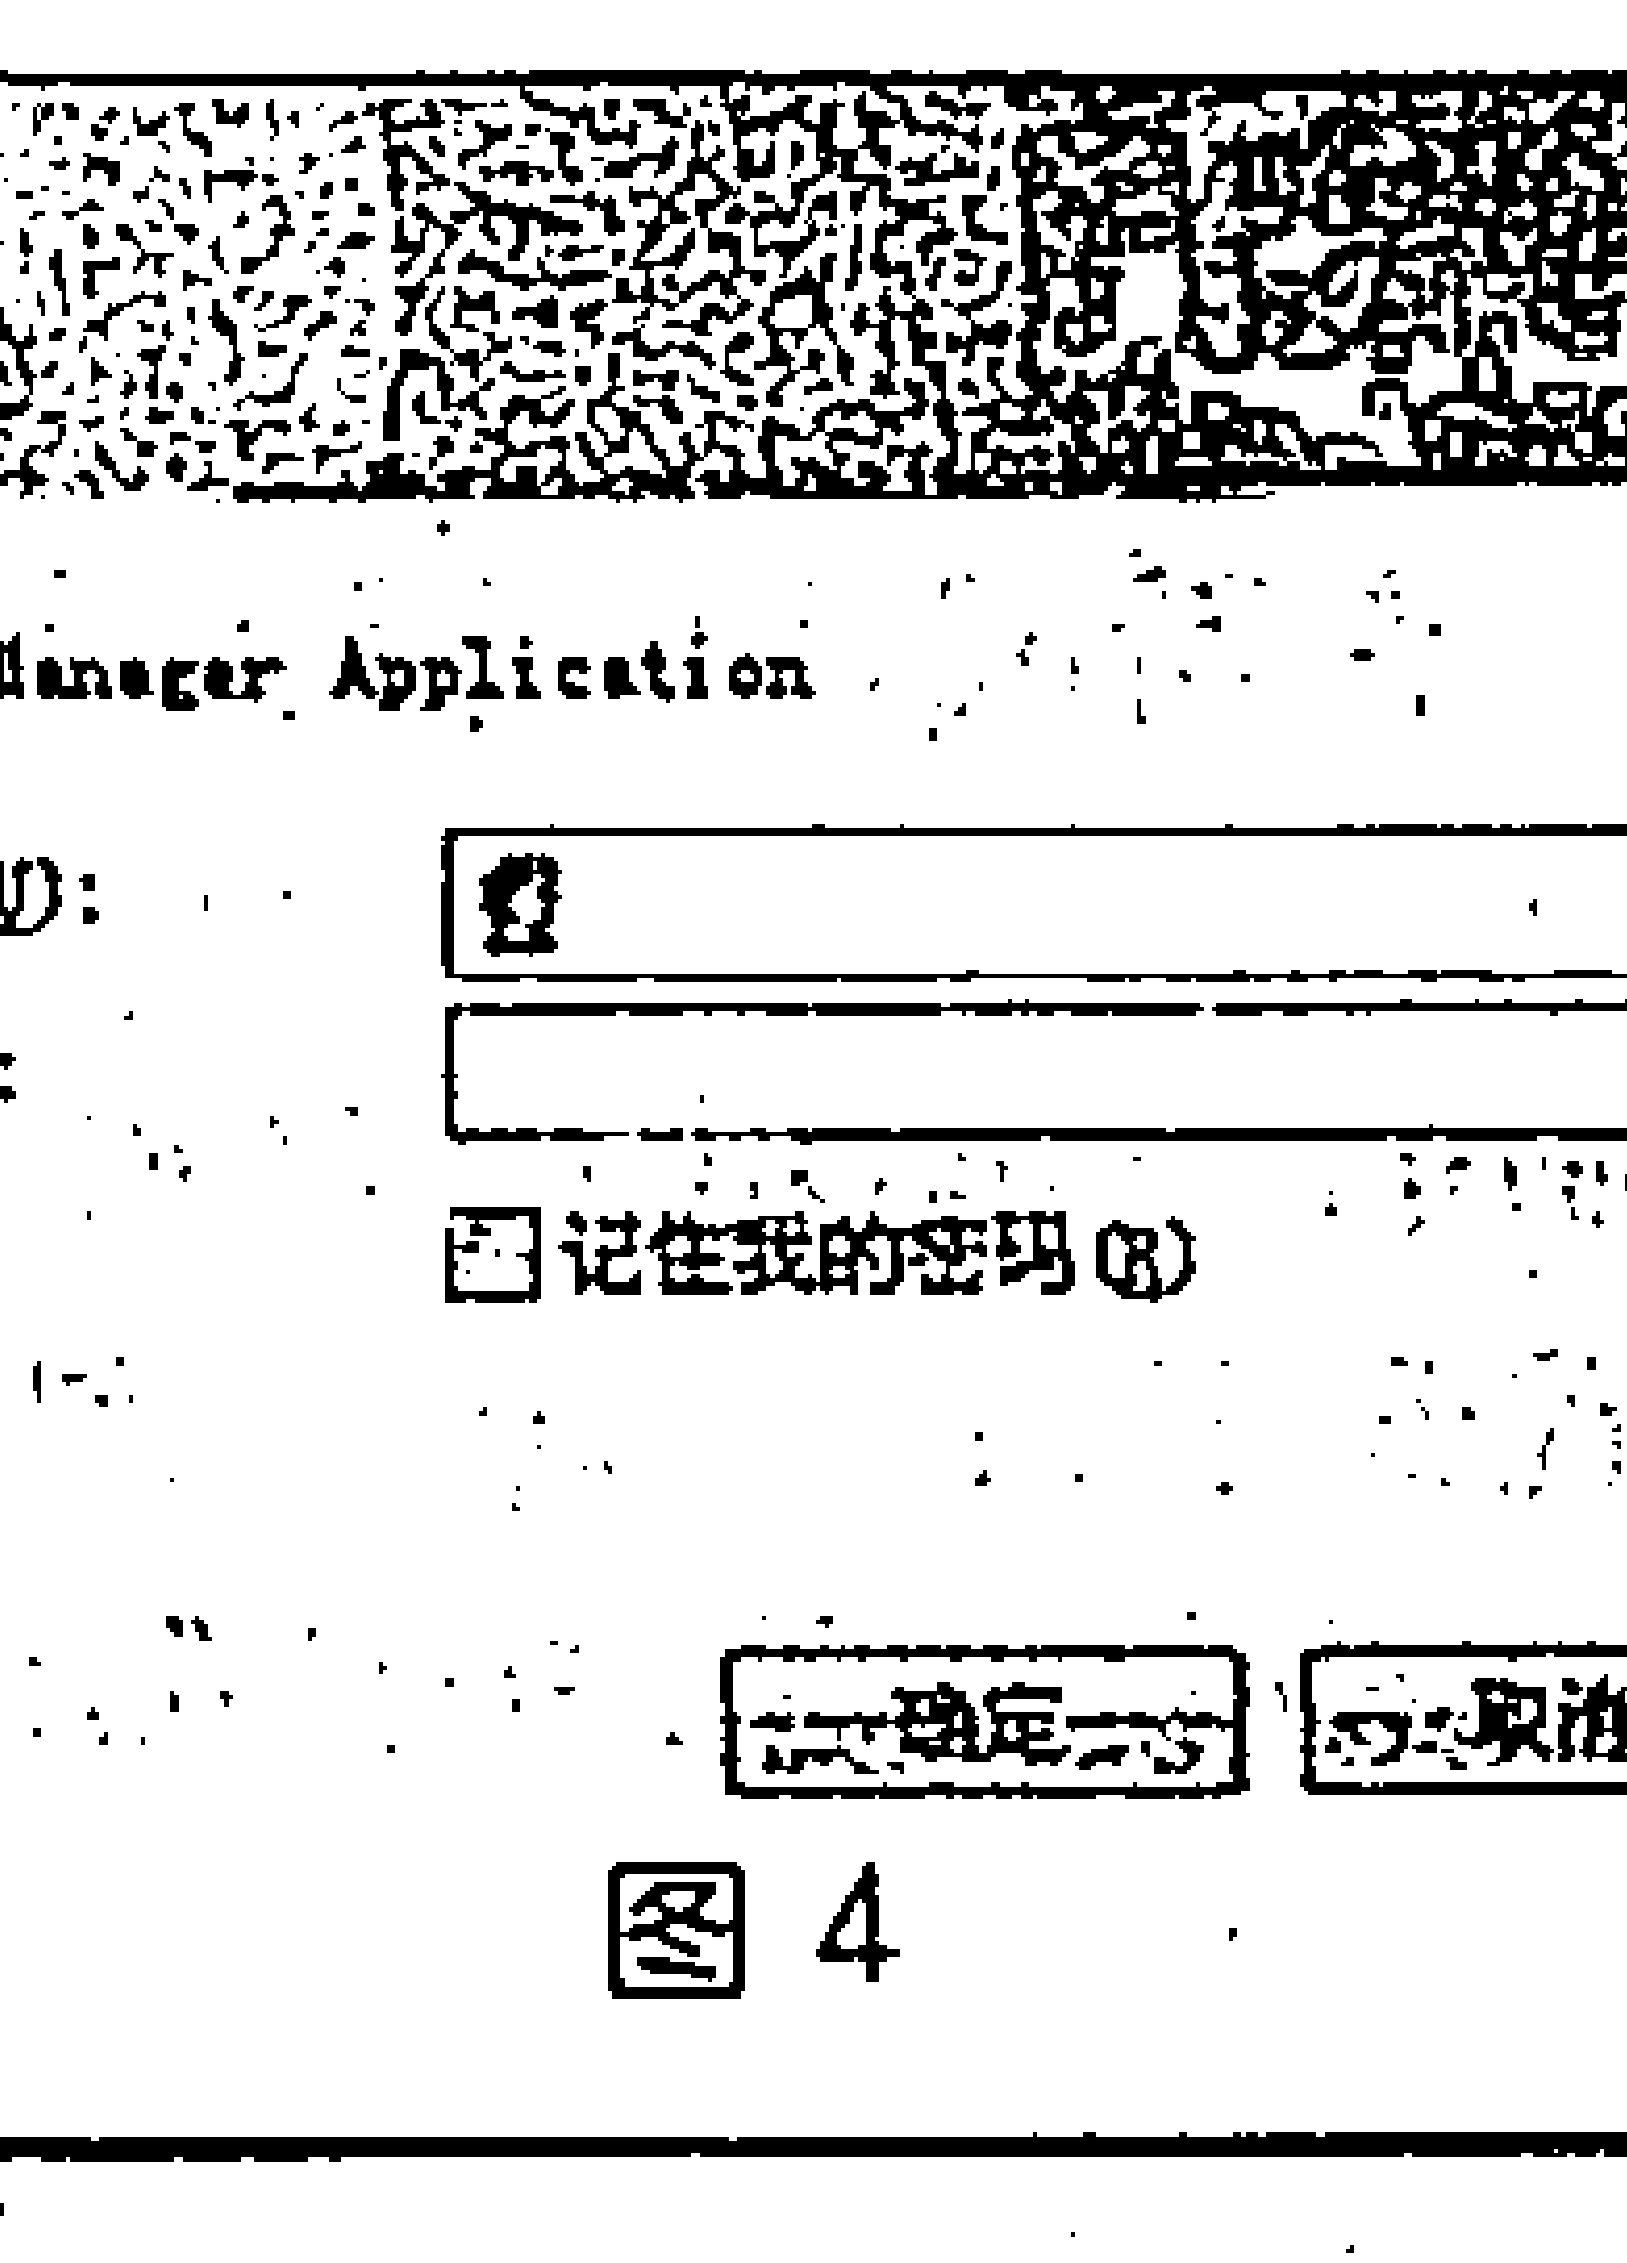 Manager Application
U):
:
记住我的密码(R)
确定 取消
图 4